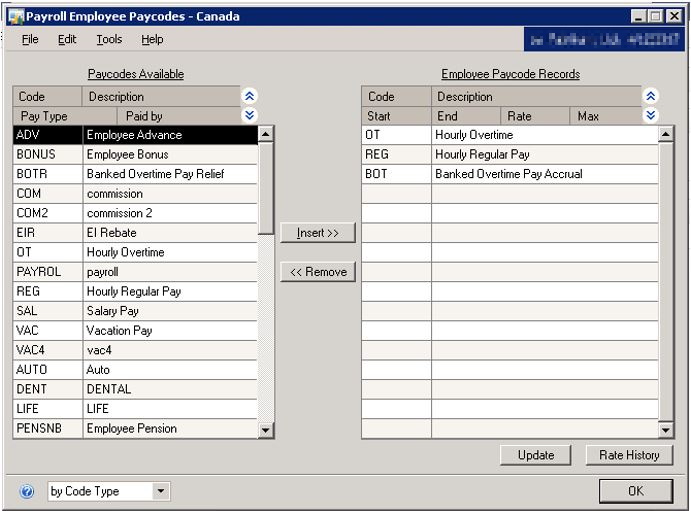 Payroll Employee Paycodes - Canada
File Edit Tools Help
Paycodes Available
Code Description
Pay Type Paid by
ADV Employee Advance
BONUS Employee Bonus
BOTR Banked Overtime Pay Relief
COM commission
COM2 commission 2
EIR EI Rebate
OT Hourly Overtime
PAYROL payroll
REG Hourly Regular Pay
SAL Salary Pay
VAC Vacation Pay
VAC4 vac4
AUTO Auto
DENT DENTAL
LIFE LIFE
PENSNB Employee Pension
Insert >>
<< Remove
Employee Paycode Records
Code Description
Start End Rate Max
OT Hourly Overtime
REG Hourly Regular Pay
BOT Banked Overtime Pay Accrual
Update Rate History
by Code Type
OK